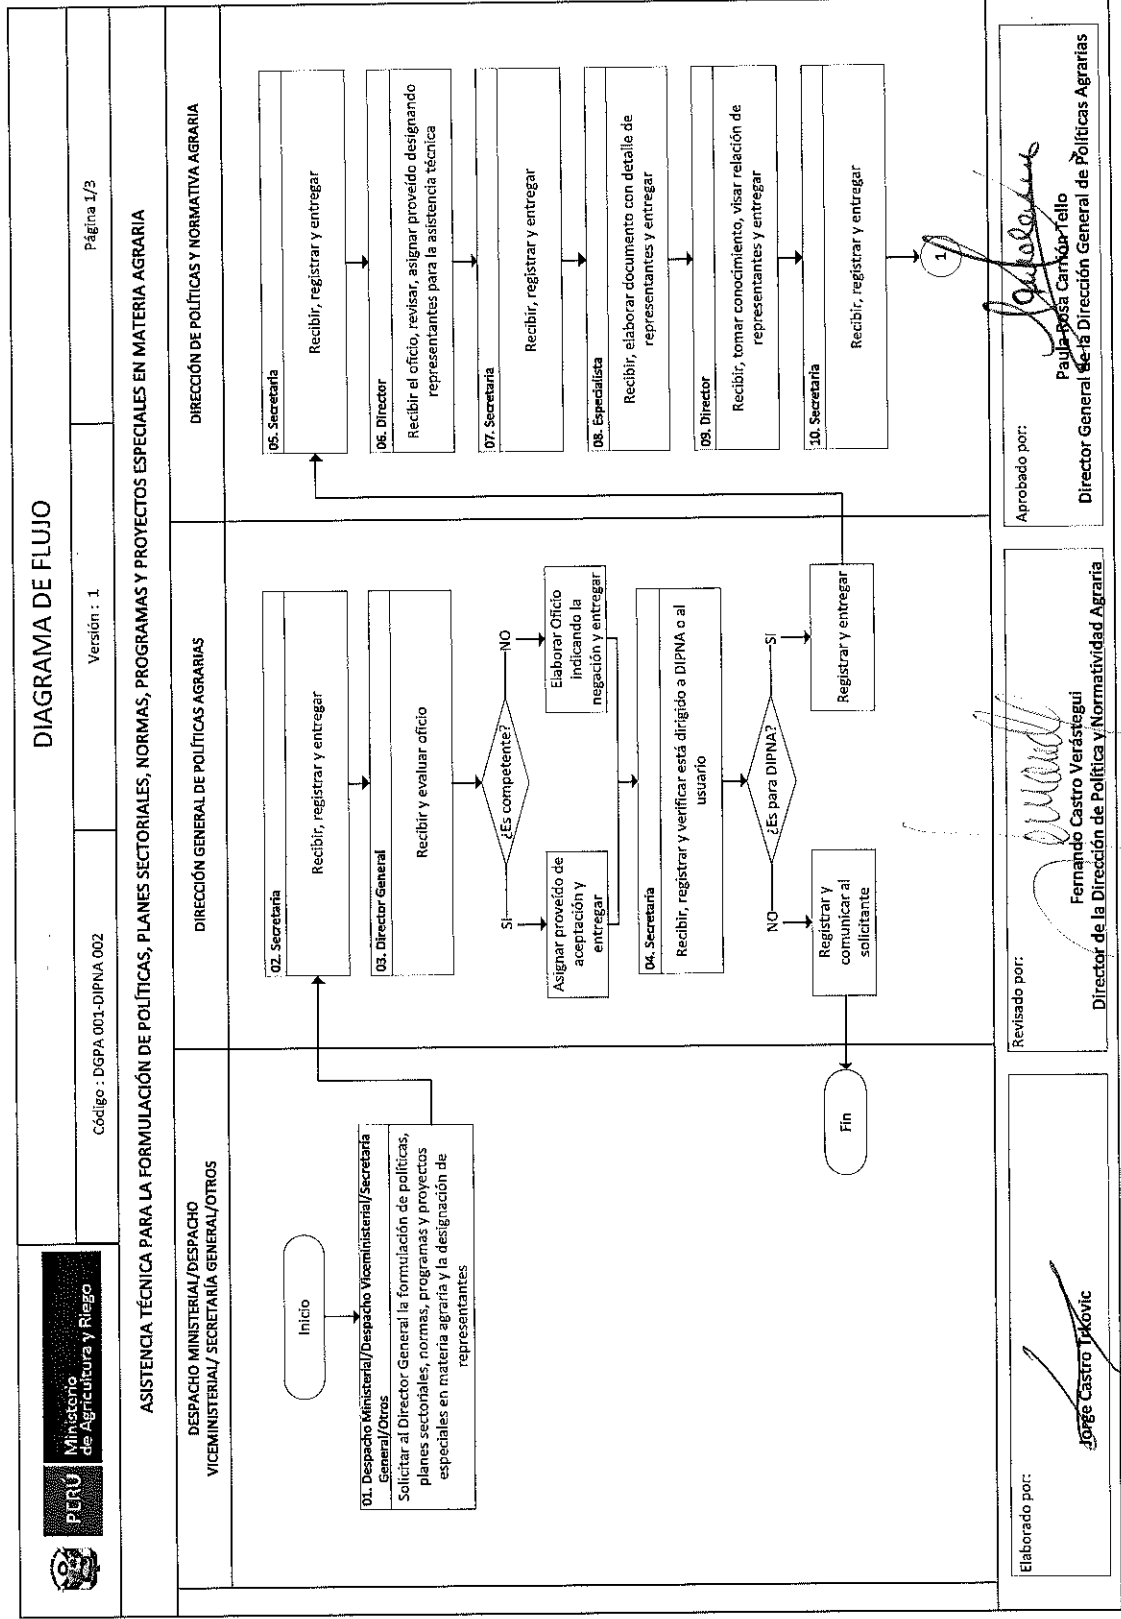 PERÚ
Ministerio
de Agricultura y Riego
DIAGRAMA DE FLUJO
Código : DGPA 001-DIPNA 002
Versión : 1
Página 1/3
ASISTENCIA TÉCNICA PARA LA FORMULACIÓN DE POLÍTICAS, PLANES SECTORIALES, NORMAS, PROGRAMAS Y PROYECTOS ESPECIALES EN MATERIA AGRARIA
DESPACHO MINISTERIAL/DESPACHO
VICEMINISTERIAL/ SECRETARÍA GENERAL/OTROS
DIRECCIÓN GENERAL DE POLÍTICAS AGRARIAS
DIRECCIÓN DE POLÍTICAS Y NORMATIVA AGRARIA
Inicio
01. Despacho Ministerial/Despacho Viceministerial/Secretaría
General/Otros
Solicitar al Director General la formulación de políticas,
planes sectoriales, normas, programas y proyectos
especiales en materia agraria y la designación de
representantes
02. Secretaria
Recibir, registrar y entregar
03. Director General
Recibir y evaluar oficio
¿Es competente?
SI
NO
Asignar proveído de
aceptación y
entregar
Elaborar Oficio
indicando la
negación y entregar
04. Secretaria
Recibir, registrar y verificar está dirigido a DIPNA o al
usuario
¿Es para DIPNA?
NO
SI
Registrar y
comunicar al
solicitante
Registrar y entregar
Fin
05. Secretaria
Recibir, registrar y entregar
06. Director
Recibir el oficio, revisar, asignar proveído designando
representantes para la asistencia técnica
07. Secretaria
Recibir, registrar y entregar
08. Especialista
Recibir, elaborar documento con detalle de
representantes y entregar
09. Director
Recibir, tomar conocimiento, visar relación de
representantes y entregar
10. Secretaria
Recibir, registrar y entregar
1
Elaborado por:
Jorge Castro Trkovic
Revisado por:
Fernando Castro Verástegui
Director de la Dirección de Política y Normatividad Agraria
Aprobado por:
Paula Rosa Carrión Tello
Director General de la Dirección General de Políticas Agrarias